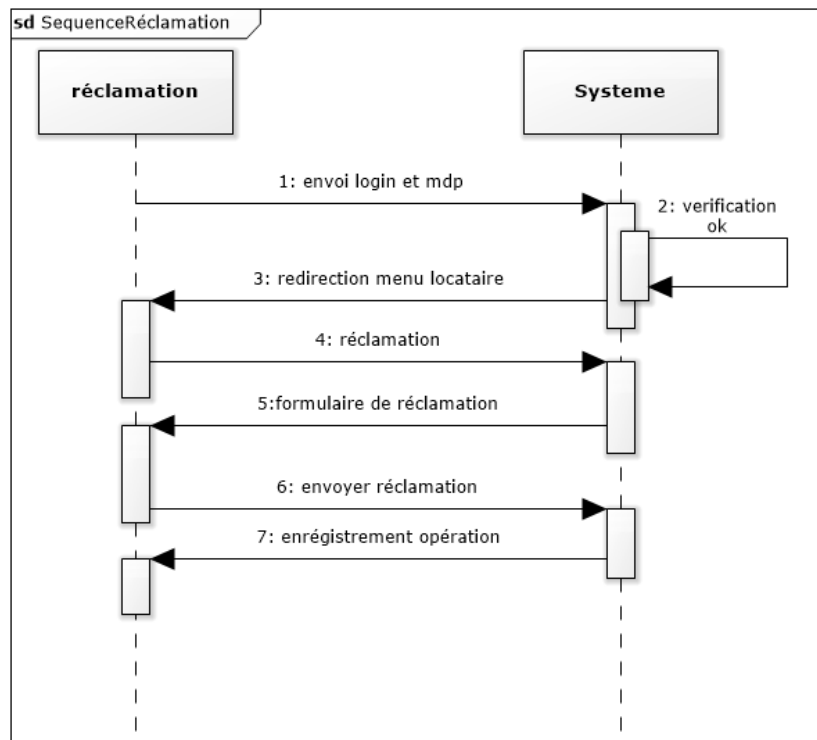 sd SequenceRéclamation
réclamation
Systeme
1: envoi login et mdp
2: verification
ok
3: redirection menu locataire
4: réclamation
5:formulaire de réclamation
6: envoyer réclamation
7: enrégistrement opération